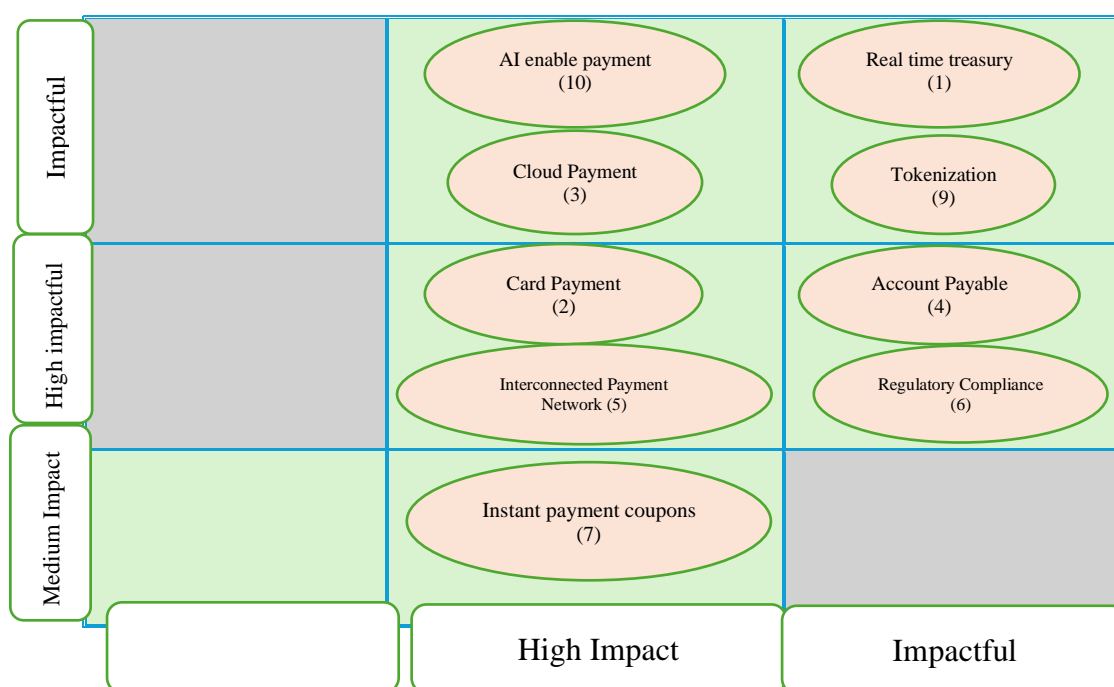 Impactful
AI enable payment
(10)
Real time treasury
(1)
Cloud Payment
(3)
Tokenization
(9)
High impactful
Card Payment
(2)
Account Payable
(4)
Interconnected Payment
Network (5)
Regulatory Compliance
(6)
Medium Impact
Instant payment coupons
(7)
High Impact
Impactful